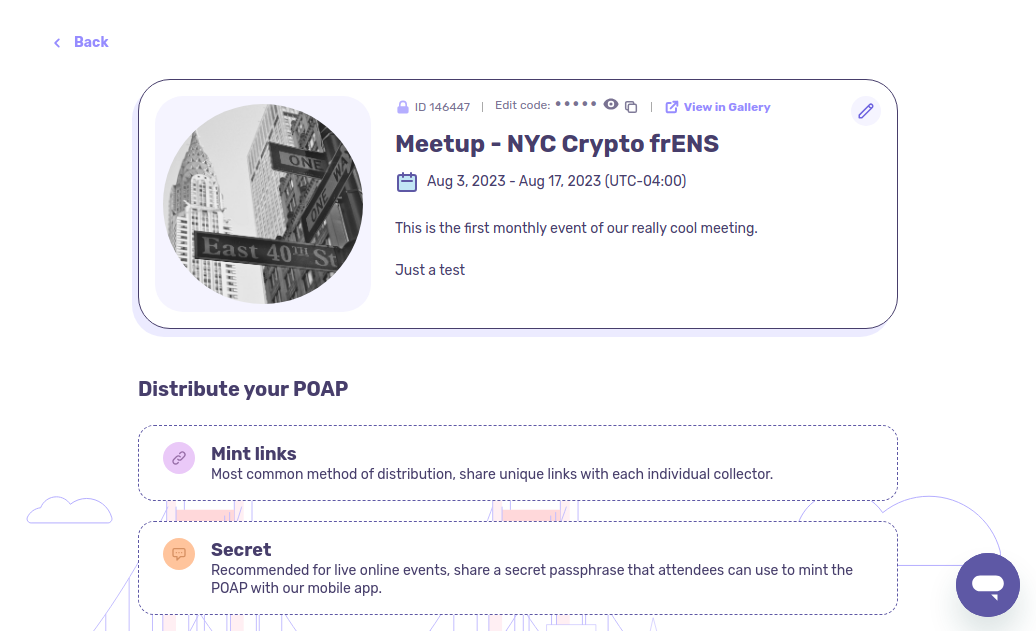 Back
ID 146447 | Edit code: ••••• | View in Gallery
Meetup - NYC Crypto frENS
Aug 3, 2023 - Aug 17, 2023 (UTC-04:00)
This is the first monthly event of our really cool meeting.
Just a test
ONE
ONE WAY
East 40TH St
Distribute your POAP
Mint links
Most common method of distribution, share unique links with each individual collector.
Secret
Recommended for live online events, share a secret passphrase that attendees can use to mint the
POAP with our mobile app.